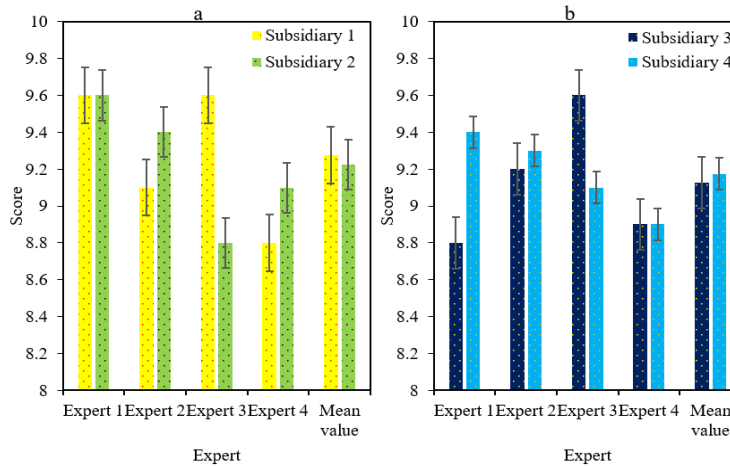 a
10
9.8
9.6
9.4
9.2
9
8.8
8.6
8.4
8.2
8
Score
Subsidiary 1
Subsidiary 2
Expert 1 Expert 2 Expert 3 Expert 4 Mean
value
Expert
b
10
9.8
9.6
9.4
9.2
9
8.8
8.6
8.4
8.2
8
Score
Subsidiary 3
Subsidiary 4
Expert 1 Expert 2 Expert 3 Expert 4 Mean
value
Expert